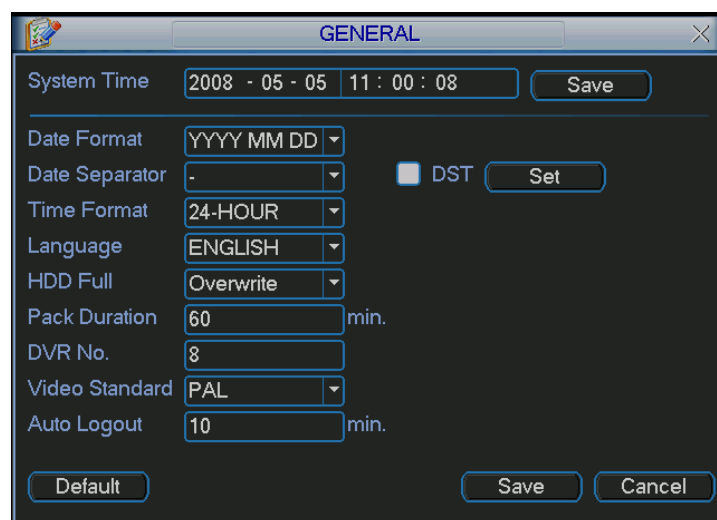 GENERAL
System Time 2008 - 05 - 05 11 : 00 : 08 Save
Date Format YYYY MM DD
Date Separator - DST Set
Time Format 24-HOUR
Language ENGLISH
HDD Full Overwrite
Pack Duration 60 min.
DVR No. 8
Video Standard PAL
Auto Logout 10 min.
Default Save Cancel